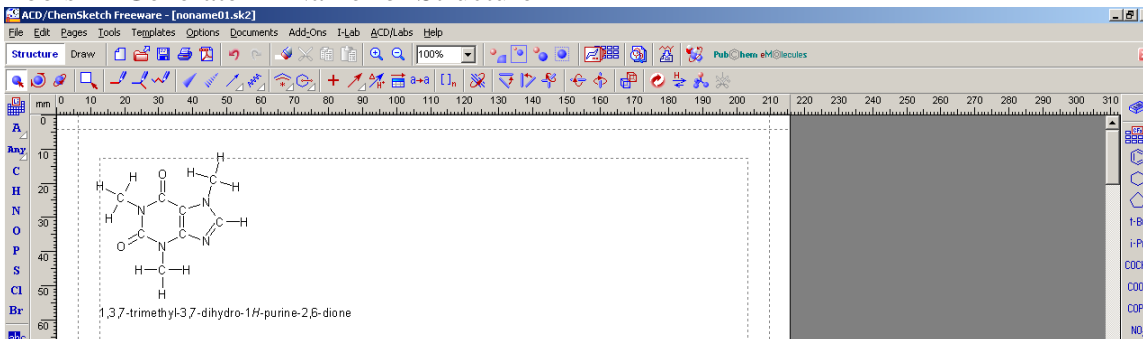 ACD/ChemSketch Freeware - [noname01.sk2]
File Edit Pages Tools Templates Options Documents Add-Ons I-Lab ACD/Labs Help
Structure Draw 100% PubChem eMolecules
mm 0 10 20 30 40 50 60 70 80 90 100 110 120 130 140 150 160 170 180 190 200 210 220 230 240 250 260 270 280 290 300 310
0
10
20
30
40
50
60
A
Any
C
H
N
O
P
S
Cl
Br
abc
H
H O H C H
H C H
N N
C C C
C H
O C C N
N
H C H
H
1,3,7-trimethyl-3,7-dihydro-1H-purine-2,6-dione
t-Bu
i-Pr